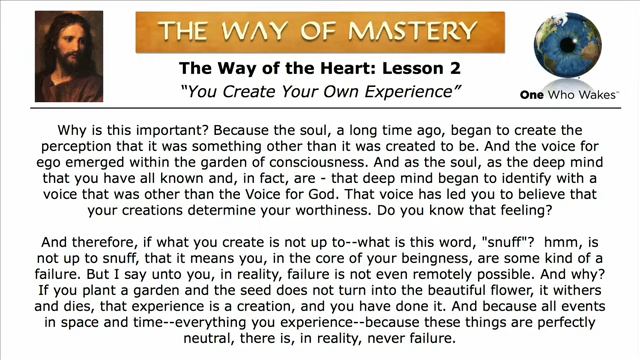 THE WAY OF MASTERY
The Way of the Heart: Lesson 2
“You Create Your Own Experience”
One Who Wakes™
Why is this important? Because the soul, a long time ago, began to create the
perception that it was something other than it was created to be. And the voice for
ego emerged within the garden of consciousness. And as the soul, as the deep mind
that you have all known and, in fact, are - that deep mind began to identify with a
voice that was other than the Voice for God. That voice has led you to believe that
your creations determine your worthiness. Do you know that feeling?
And therefore, if what you create is not up to--what is this word, "snuff"? hmm, is
not up to snuff, that it means you, in the core of your beingness, are some kind of a
failure. But I say unto you, in reality, failure is not even remotely possible. And why?
If you plant a garden and the seed does not turn into the beautiful flower, it withers
and dies, that experience is a creation, and you have done it. And because all events
in space and time--everything you experience--because these things are perfectly
neutral, there is, in reality, never failure.